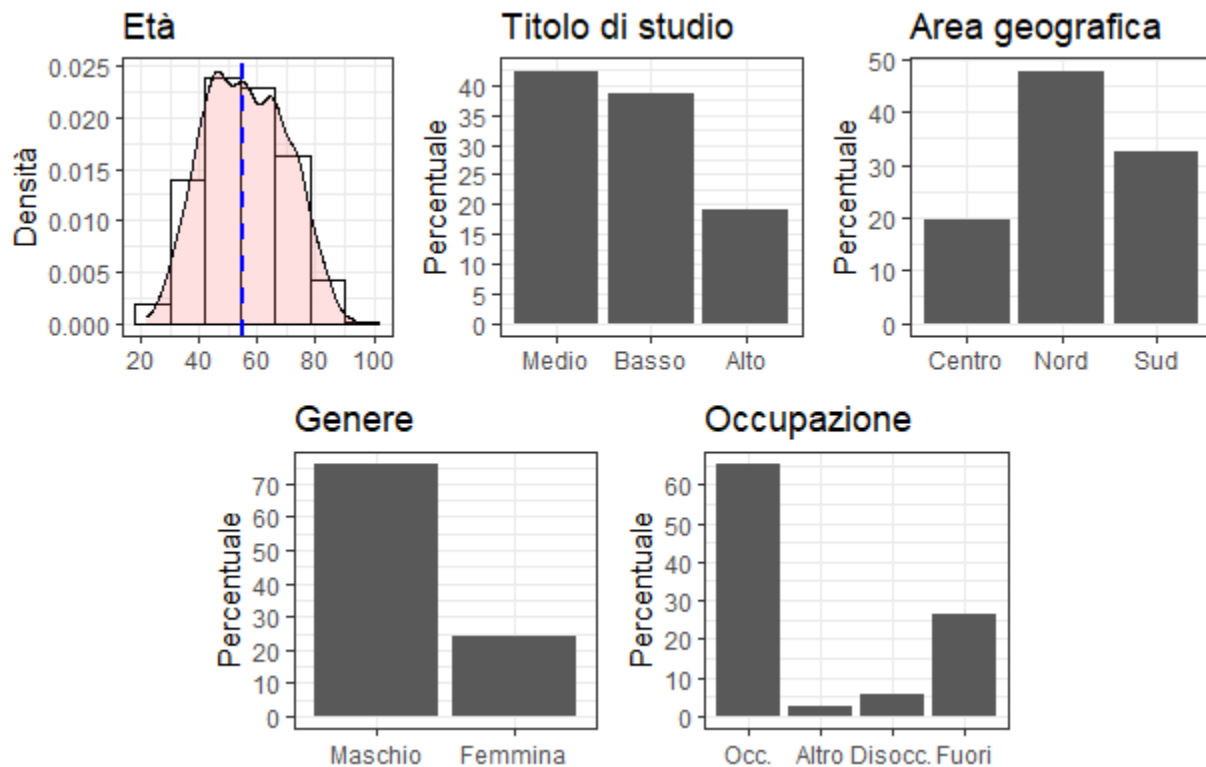 Età
Densità
0.025
0.020
0.015
0.010
0.005
0.000
20 40 60 80 100
Titolo di studio
Percentuale
40
35
30
25
20
15
10
5
0
Medio Basso Alto
Area geografica
Percentuale
50
40
30
20
10
0
Centro Nord Sud
Genere
Percentuale
70
60
50
40
30
20
10
0
Maschio Femmina
Occupazione
Percentuale
60
50
40
30
20
10
0
Occ. Altro Disocc. Fuori